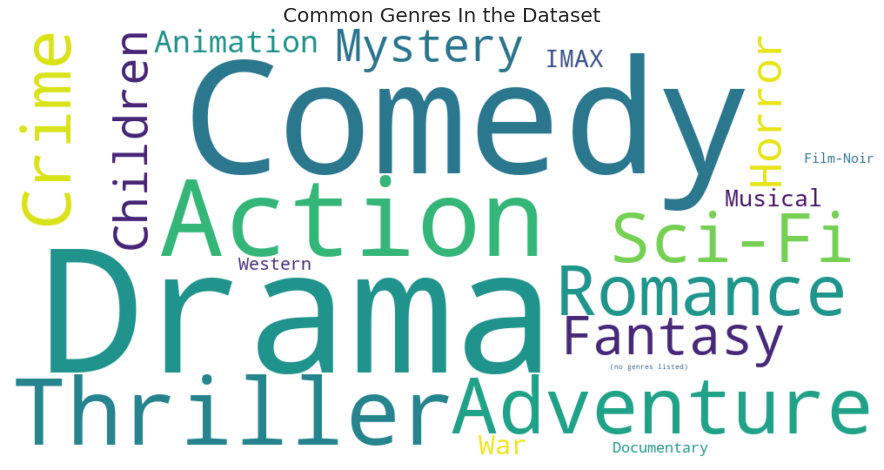 Common Genres In the Dataset
Crime
Children
Animation
Mystery
IMAX
Horror
Comedy
Film-Noir
Musical
Action
Sci-Fi
Western
Drama
Romance
Fantasy
(no genres listed)
Thriller
Adventure
War
Documentary